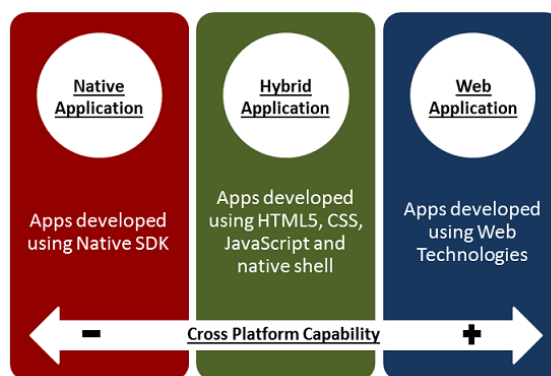 Native
Application
Hybrid
Application
Web
Application
Apps developed
using Native SDK
Apps developed
using HTML5, CSS,
JavaScript and
native shell
Apps developed
using Web
Technologies
- Cross Platform Capability +